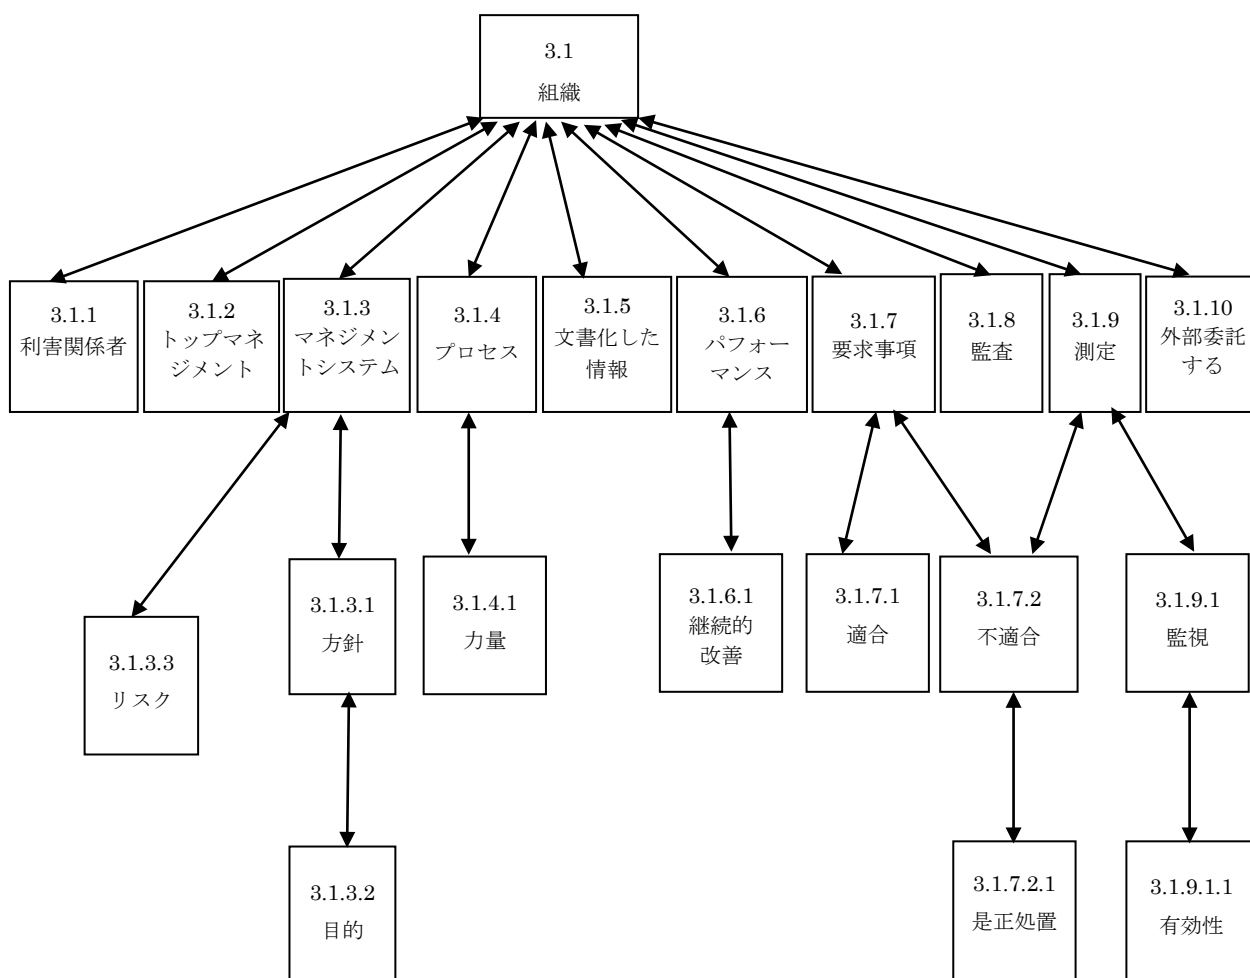 3.1
組織
3.1.1
利害関係者
3.1.2
トップマネ
ジメント
3.1.3
マネジメン
トシステム
3.1.4
プロセス
3.1.5
文書化した
情報
3.1.6
パフォー
マンス
3.1.7
要求事項
3.1.8
監査
3.1.9
測定
3.1.10
外部委託
する
3.1.3.3
リスク
3.1.3.1
方針
3.1.4.1
力量
3.1.6.1
継続的
改善
3.1.7.1
適合
3.1.7.2
不適合
3.1.9.1
監視
3.1.3.2
目的
3.1.7.2.1
是正処置
3.1.9.1.1
有効性